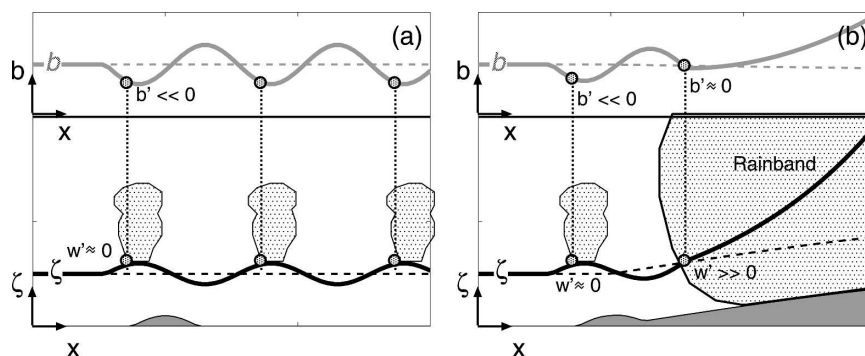 (a)
b b
b' << 0
x
w'≈ 0
ζ ζ
x
(b)
b b
b' << 0
b'≈ 0
x
Rainband
w'≈ 0
w' >> 0
ζ ζ
x